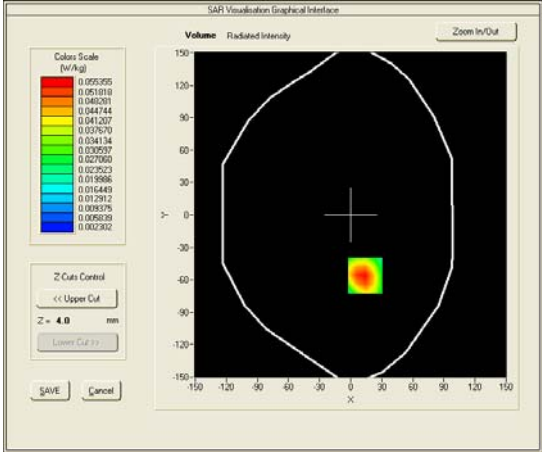 SAR Visualisation Graphical Interface
Volume Radiated Intensity
Zoom In/Out
Colors Scale
(W/kg)
0.055355
0.051818
0.048281
0.044744
0.041207
0.037670
0.034134
0.030597
0.027060
0.023523
0.019986
0.016449
0.012912
0.009375
0.005839
0.002302
Z Cuts Control
<< Upper Cut
Z = 4.0 mm
Lower Cut >>
SAVE Cancel
150
120
90
60
30
0
-30
-60
-90
-120
-150
Y
-150 -120 -90 -60 -30 0 30 60 90 120 150
X